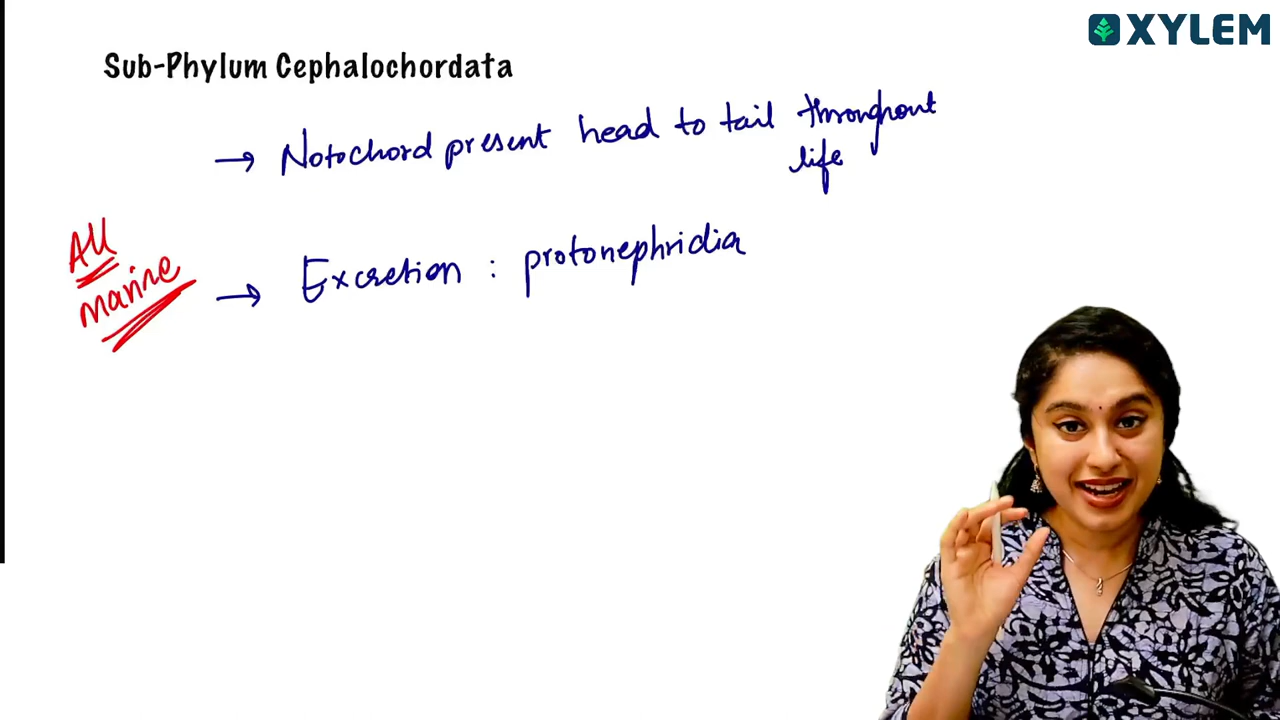 XYLEM
Sub-Phylum Cephalochordata
→ Notochord present head to tail throughout
life
All
marine
→ Excretion : protonephridia